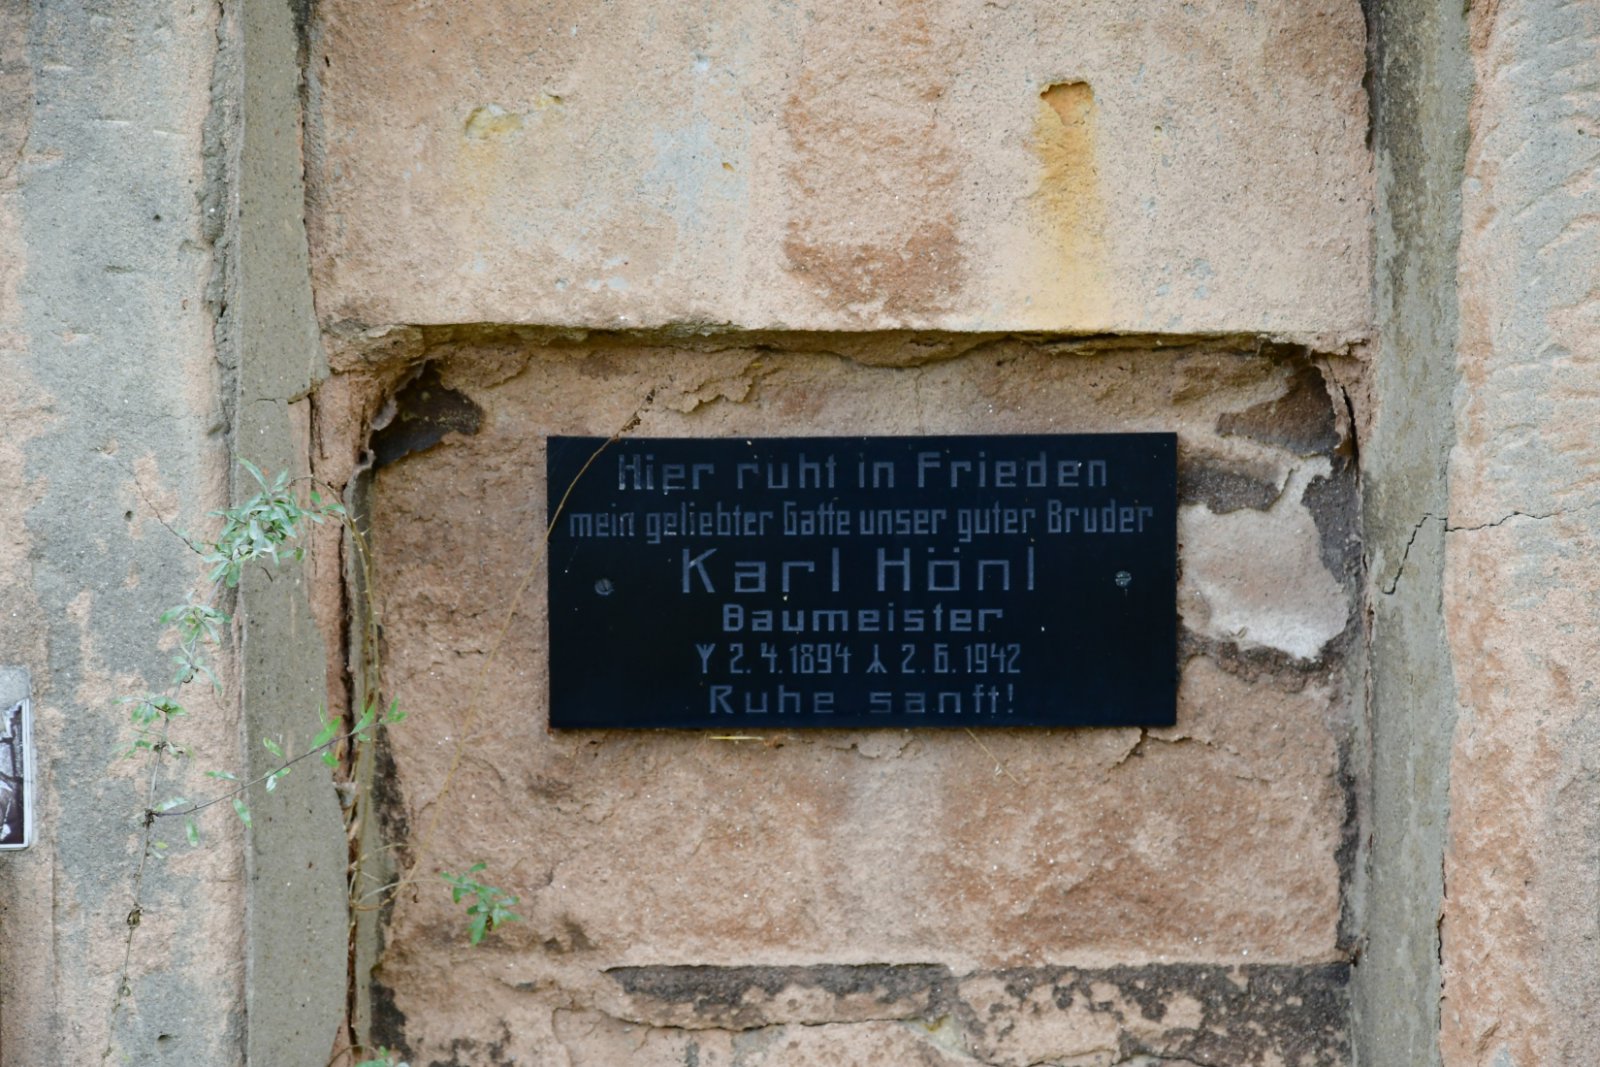 Hier ruht in Frieden
mein geliebter Gatte unser guter Bruder
Karl Hönl
Baumeister
ᛉ 2. 4. 1894 ᛦ 2. 6. 1942
Ruhe sanft!